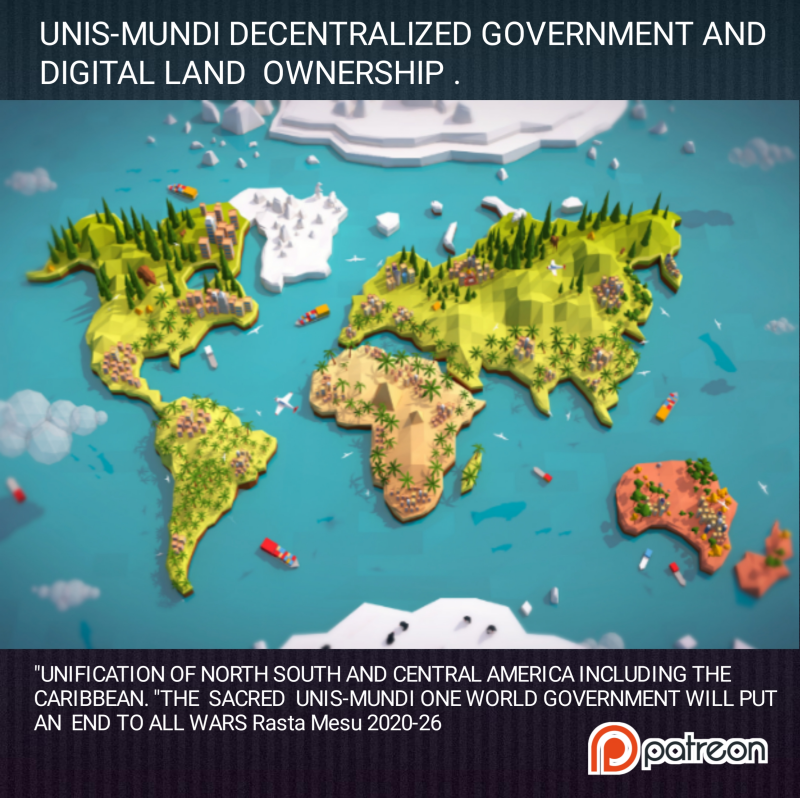 UNIS-MUNDI DECENTRALIZED GOVERNMENT AND
DIGITAL LAND  OWNERSHIP .
"UNIFICATION OF NORTH SOUTH AND CENTRAL AMERICA INCLUDING THE
CARIBBEAN. "THE  SACRED  UNIS-MUNDI ONE WORLD GOVERNMENT WILL PUT
AN  END TO ALL WARS Rasta Mesu 2020-26
patreon